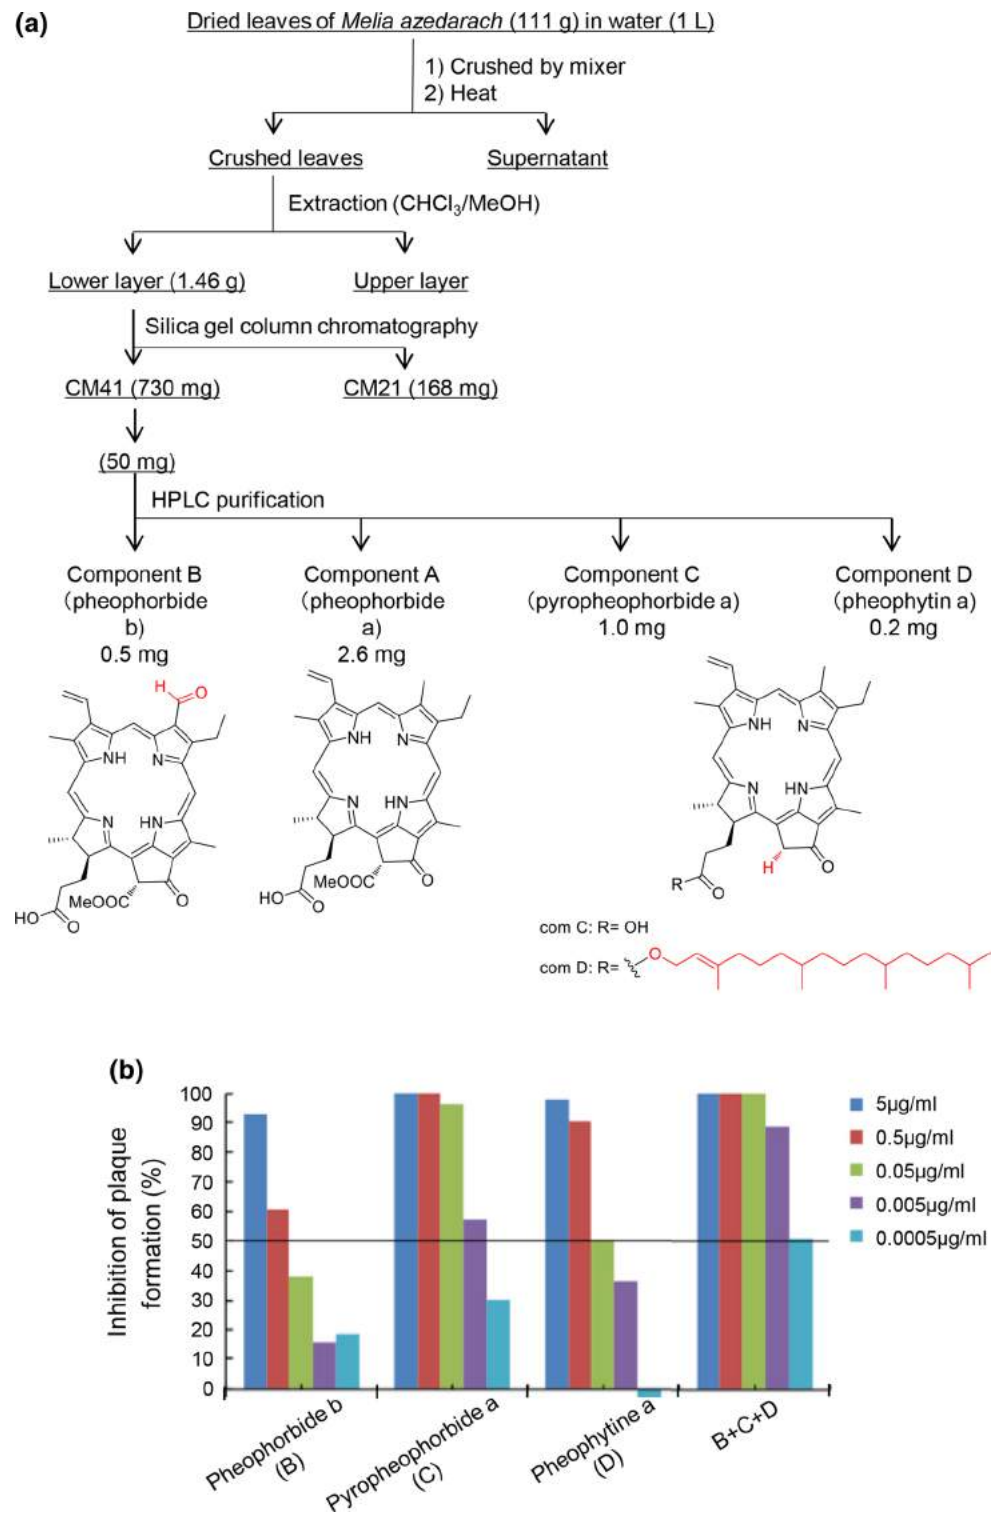 (a)
Dried leaves of Melia azedarach (111 g) in water (1 L)
1) Crushed by mixer
2) Heat
Crushed leaves
Supernatant
Extraction (CHCl₃/MeOH)
Lower layer (1.46 g)
Upper layer
Silica gel column chromatography
CM41 (730 mg)
CM21 (168 mg)
(50 mg)
HPLC purification
Component B
(pheophorbide
b)
0.5 mg
Component A
(pheophorbide
a)
2.6 mg
Component C
(pyropheophorbide a)
1.0 mg
Component D
(pheophytin a)
0.2 mg
H
O
NH
N
N
HN
MeOOC
O
HO
O
NH
N
N
HN
MeOOC
O
HO
O
NH
N
N
HN
H
O
R
O
com C: R= OH
com D: R=
O
(b)
Inhibition of plaque
formation (%)
100
90
80
70
60
50
40
30
20
10
0
Pheophorbide b
(B)
Pyropheophorbide a
(C)
Pheophytine a
(D)
B+C+D
5µg/ml
0.5µg/ml
0.05µg/ml
0.005µg/ml
0.0005µg/ml